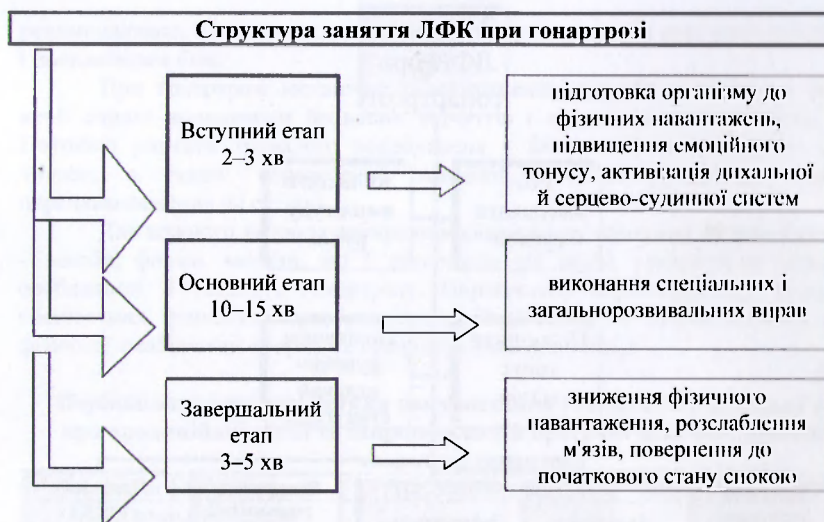 Структура заняття ЛФК при гонартрозі
Вступний етап
2–3 хв
підготовка організму до
фізичних навантажень,
підвищення емоційного
тонусу, активізація дихальної
й серцево-судинної систем
Основний етап
10–15 хв
виконання спеціальних і
загальнорозвивальних вправ
Завершальний
етап
3–5 хв
зниження фізичного
навантаження, розслаблення
м'язів, повернення до
початкового стану спокою